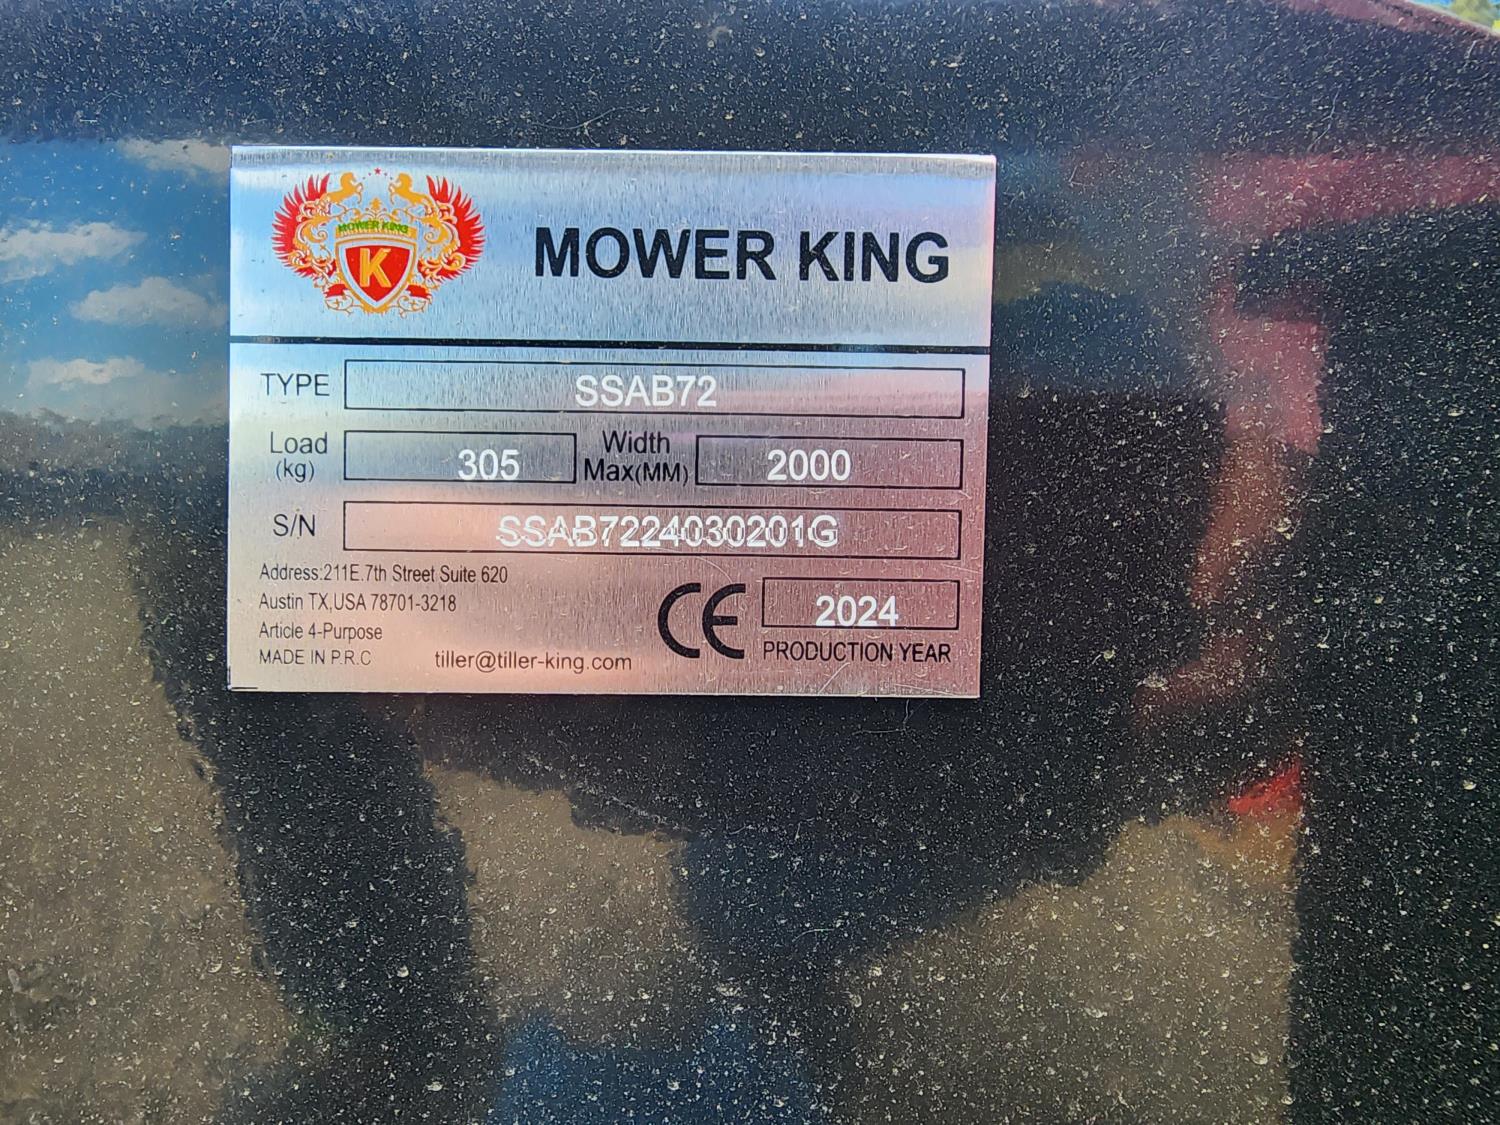 MOWER KING
K
MOWER KING
TYPE SSAB72
Load (kg) 305 Width Max(MM) 2000
S/N SSAB7224030201G
Address:211E.7th Street Suite 620
Austin TX,USA 78701-3218
Article 4-Purpose
MADE IN P.R.C
tiller@tiller-king.com
CE
2024
PRODUCTION YEAR